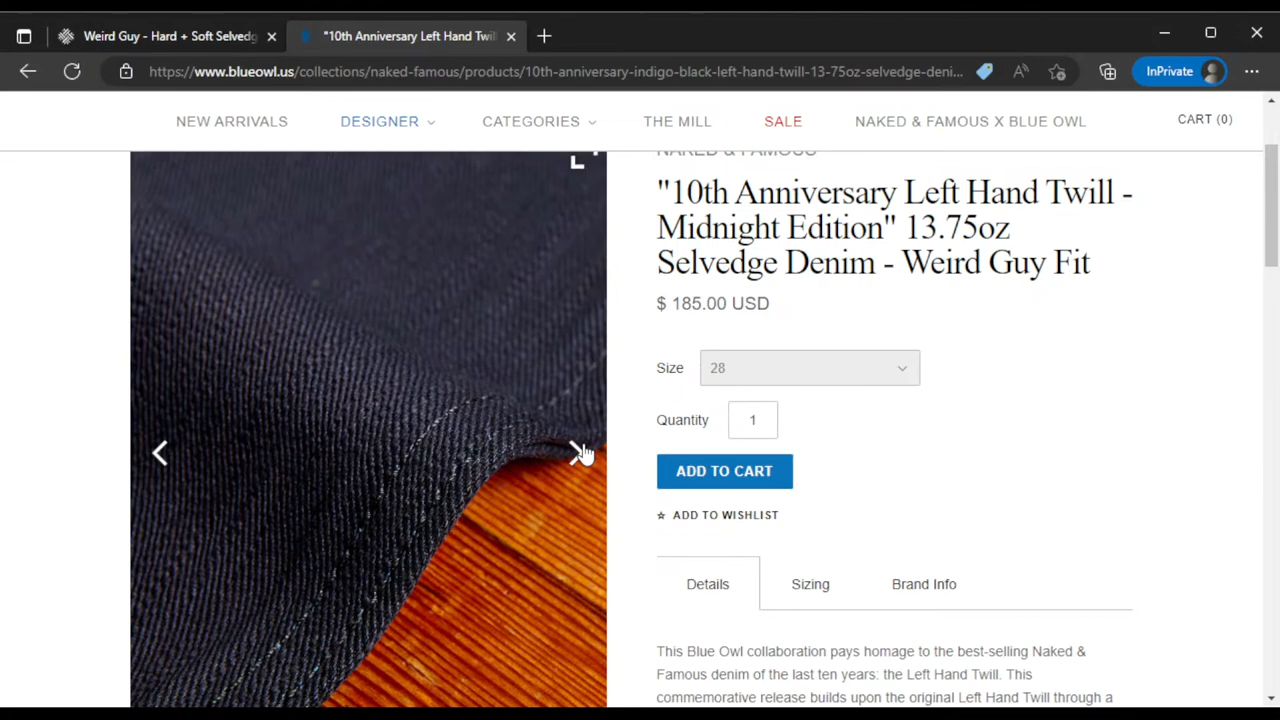 Weird Guy - Hard + Soft Selvedg
"10th Anniversary Left Hand Twill
https://www.blueowl.us/collections/naked-famous/products/10th-anniversary-indigo-black-left-hand-twill-13-75oz-selvedge-deni...
InPrivate
NEW ARRIVALS
DESIGNER
CATEGORIES
THE MILL
SALE
NAKED & FAMOUS X BLUE OWL
CART (0)
NAKED & FAMOUS
"10th Anniversary Left Hand Twill -
Midnight Edition" 13.75oz
Selvedge Denim - Weird Guy Fit
$ 185.00 USD
Size
28
Quantity
1
ADD TO CART
☆ ADD TO WISHLIST
Details
Sizing
Brand Info
This Blue Owl collaboration pays homage to the best-selling Naked &
Famous denim of the last ten years: the Left Hand Twill. This
commemorative release builds upon the original Left Hand Twill through a